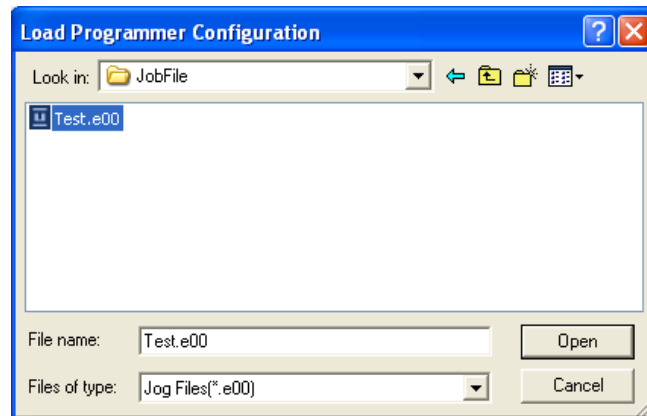 Load Programmer Configuration
Look in: JobFile
Test.e00
File name: Test.e00 Open
Files of type: Jog Files(*.e00) Cancel